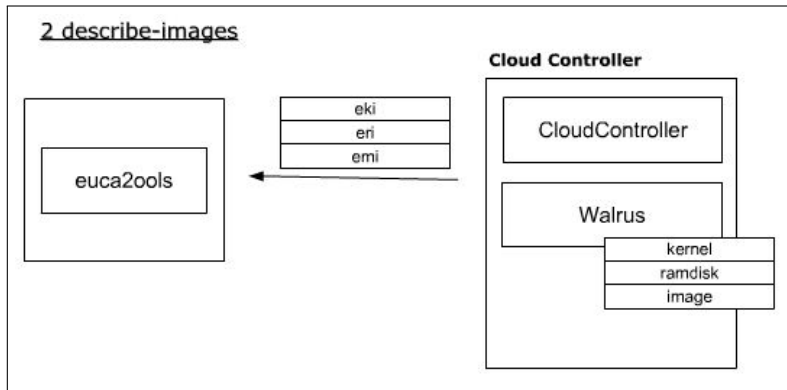 2 describe-images
Cloud Controller
eki
eri
emi
euca2ools
CloudController
Walrus
kernel
ramdisk
image